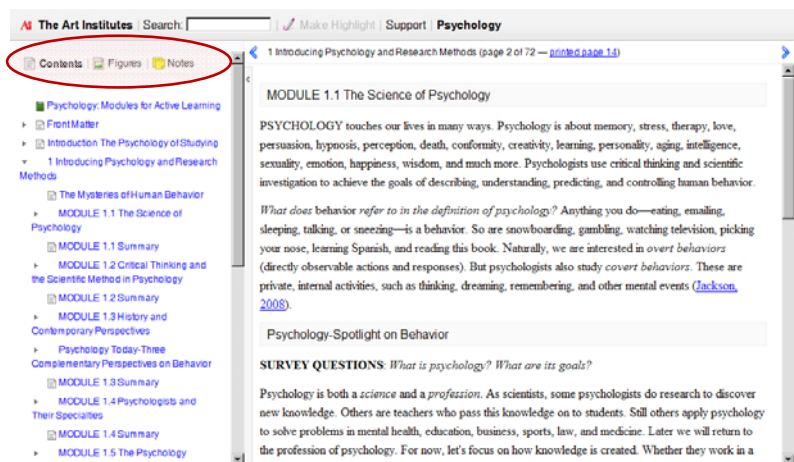 AI The Art Institutes | Search: | Make Highlight | Support | Psychology
Contents | Figures | Notes
Psychology: Modules for Active Learning
Front Matter
Introduction The Psychology of Studying
1 Introducing Psychology and Research
Methods
The Mysteries of Human Behavior
MODULE 1.1 The Science of
Psychology
MODULE 1.1 Summary
MODULE 1.2 Critical Thinking and
the Scientific Method in Psychology
MODULE 1.2 Summary
MODULE 1.3 History and
Contemporary Perspectives
Psychology Today-Three
Complementary Perspectives on Behavior
MODULE 1.3 Summary
MODULE 1.4 Psychologists and
Their Specialties
MODULE 1.4 Summary
MODULE 1.5 The Psychology
1 Introducing Psychology and Research Methods (page 2 of 72 — printed page 14)
MODULE 1.1 The Science of Psychology
PSYCHOLOGY touches our lives in many ways. Psychology is about memory, stress, therapy, love,
persuasion, hypnosis, perception, death, conformity, creativity, learning, personality, aging, intelligence,
sexuality, emotion, happiness, wisdom, and much more. Psychologists use critical thinking and scientific
investigation to achieve the goals of describing, understanding, predicting, and controlling human behavior.
What does behavior refer to in the definition of psychology? Anything you do—eating, emailing,
sleeping, talking, or sneezing—is a behavior. So are snowboarding, gambling, watching television, picking
your nose, learning Spanish, and reading this book. Naturally, we are interested in overt behaviors
(directly observable actions and responses). But psychologists also study covert behaviors. These are
private, internal activities, such as thinking, dreaming, remembering, and other mental events (Jackson,
2008).
Psychology-Spotlight on Behavior
SURVEY QUESTIONS: What is psychology? What are its goals?
Psychology is both a science and a profession. As scientists, some psychologists do research to discover
new knowledge. Others are teachers who pass this knowledge on to students. Still others apply psychology
to solve problems in mental health, education, business, sports, law, and medicine. Later we will return to
the profession of psychology. For now, let's focus on how knowledge is created. Whether they work in a